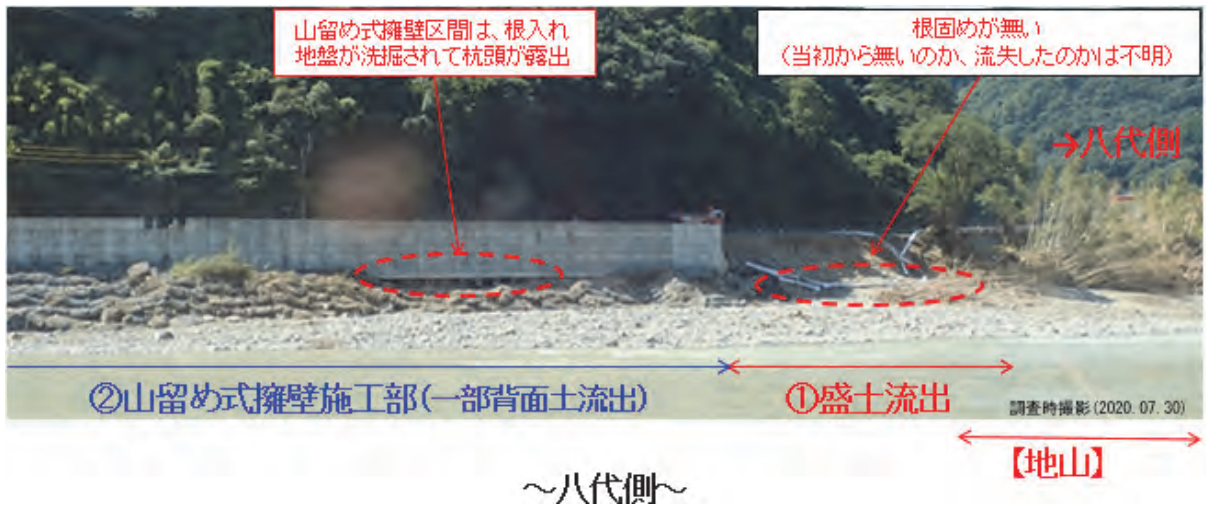 山留め式擁壁区間は、根入れ
地盤が洗掘されて杭頭が露出
根固めが無い
(当初から無いのか、流失したのかは不明)
→八代側
②山留め式擁壁施工部(一部背面土流出)
①盛土流出
調査時撮影(2020.07.30)
【地山】
～八代側～